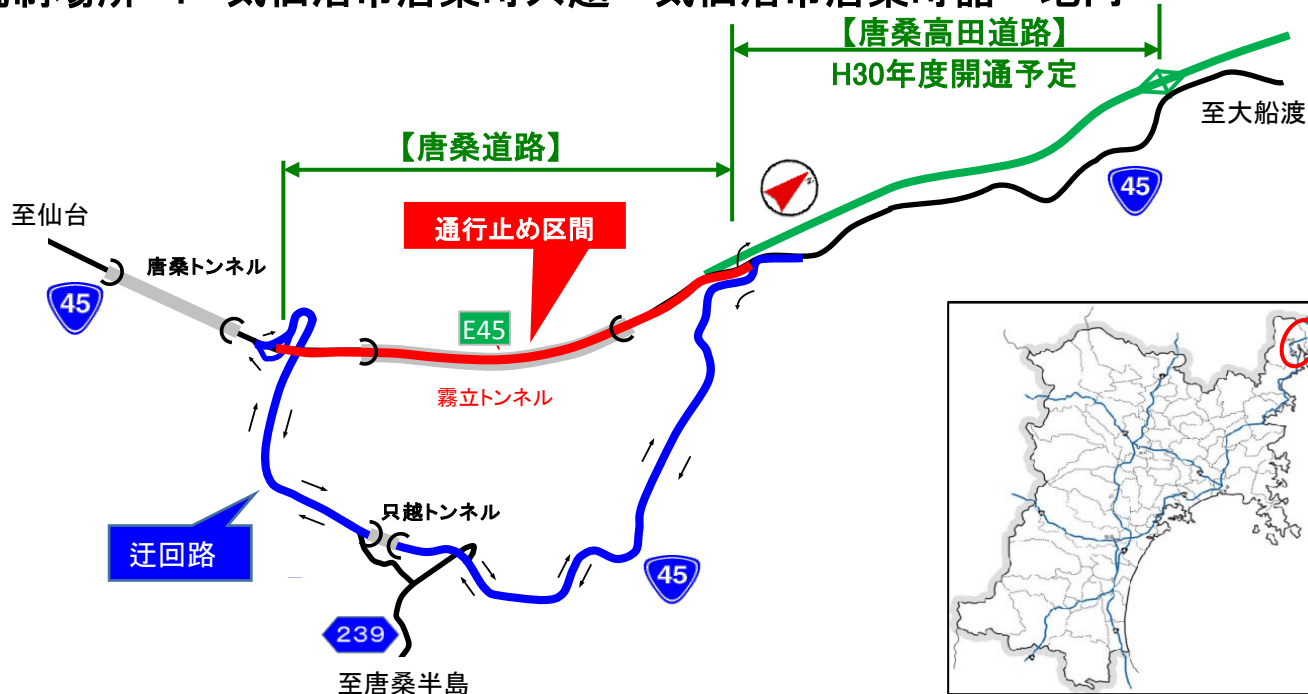 【唐桑高田道路】
H30年度開通予定
至大船渡
【唐桑道路】
45
至仙台
通行止め区間
唐桑トンネル
45
E45
霧立トンネル
只越トンネル
迂回路
45
239
至唐桑半島